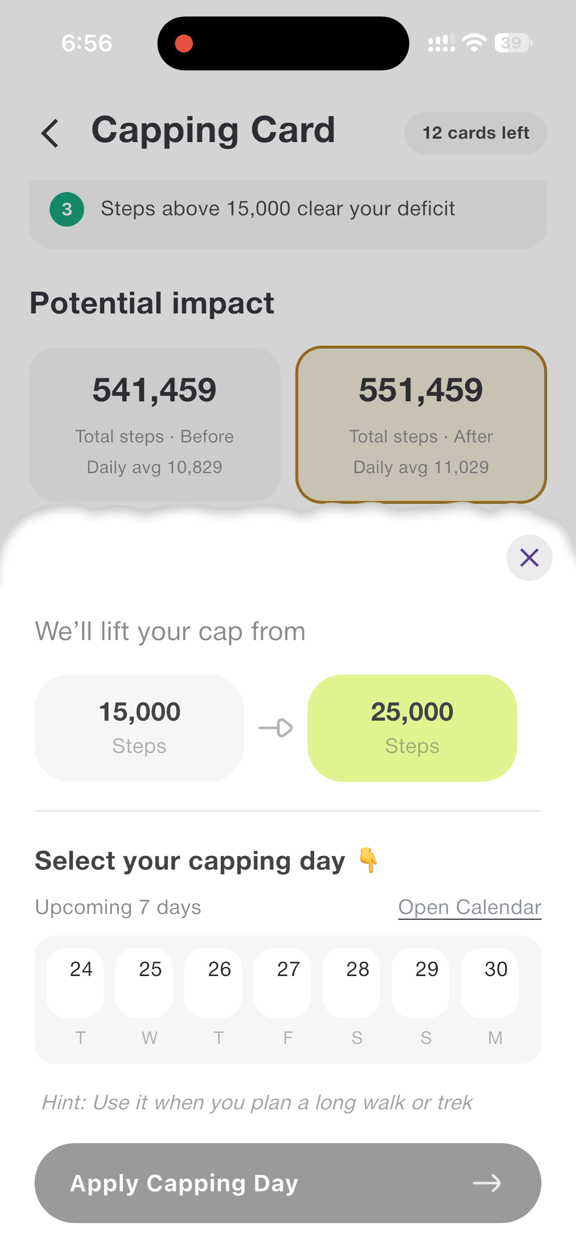 6:56
39
Capping Card
12 cards left
3 Steps above 15,000 clear your deficit
Potential impact
541,459
Total steps · Before
Daily avg 10,829
551,459
Total steps · After
Daily avg 11,029
We’ll lift your cap from
15,000
Steps
25,000
Steps
Select your capping day 👇
Upcoming 7 days
Open Calendar
24 25 26 27 28 29 30
T W T F S S M
Hint: Use it when you plan a long walk or trek
Apply Capping Day